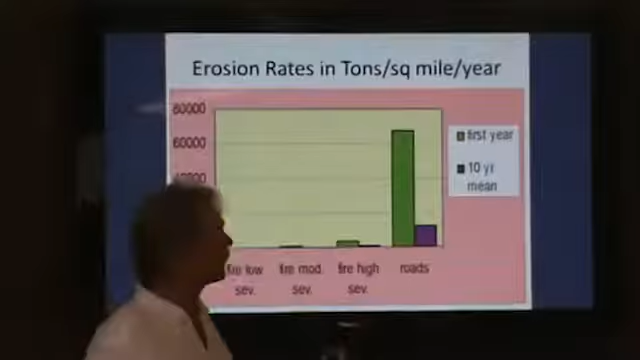 Erosion Rates in Tons/sq mile/year
80000
60000
40000
first year
10 yr
mean
fire low
sev.
fire mod.
sev.
fire high
sev.
roads